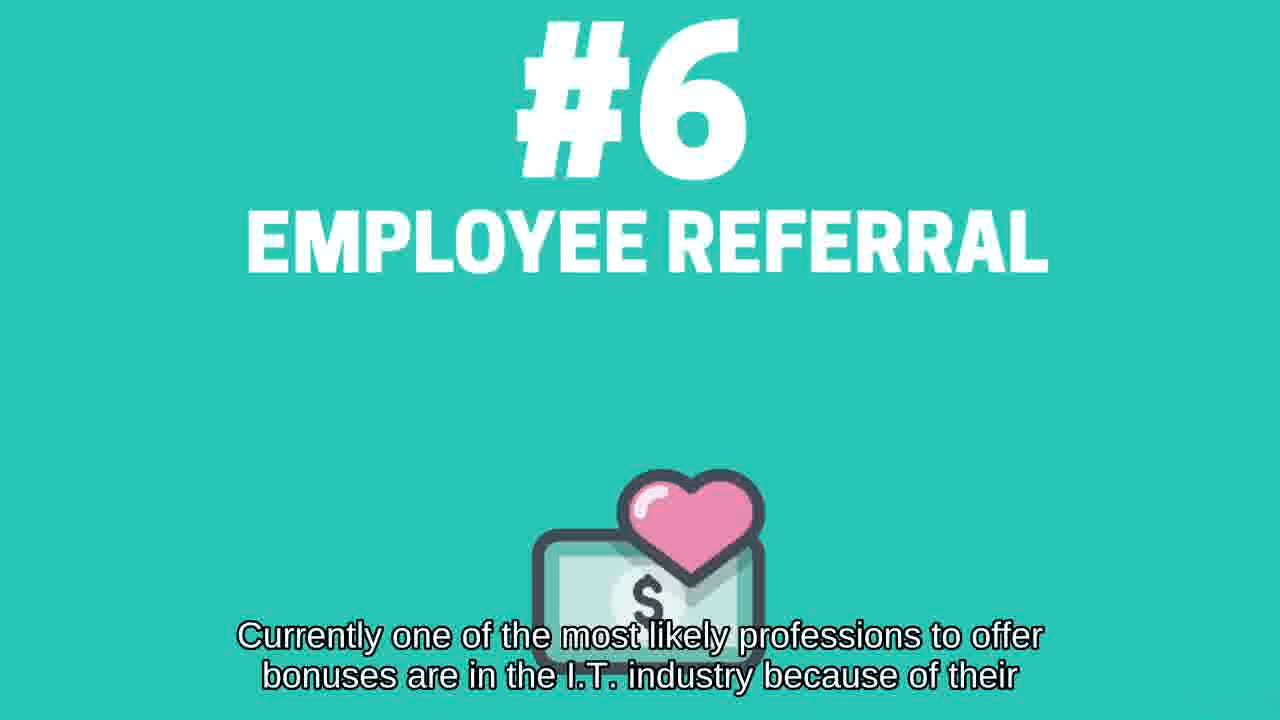 #6
EMPLOYEE REFERRAL
$
Currently one of the most likely professions to offer
bonuses are in the I.T. industry because of their